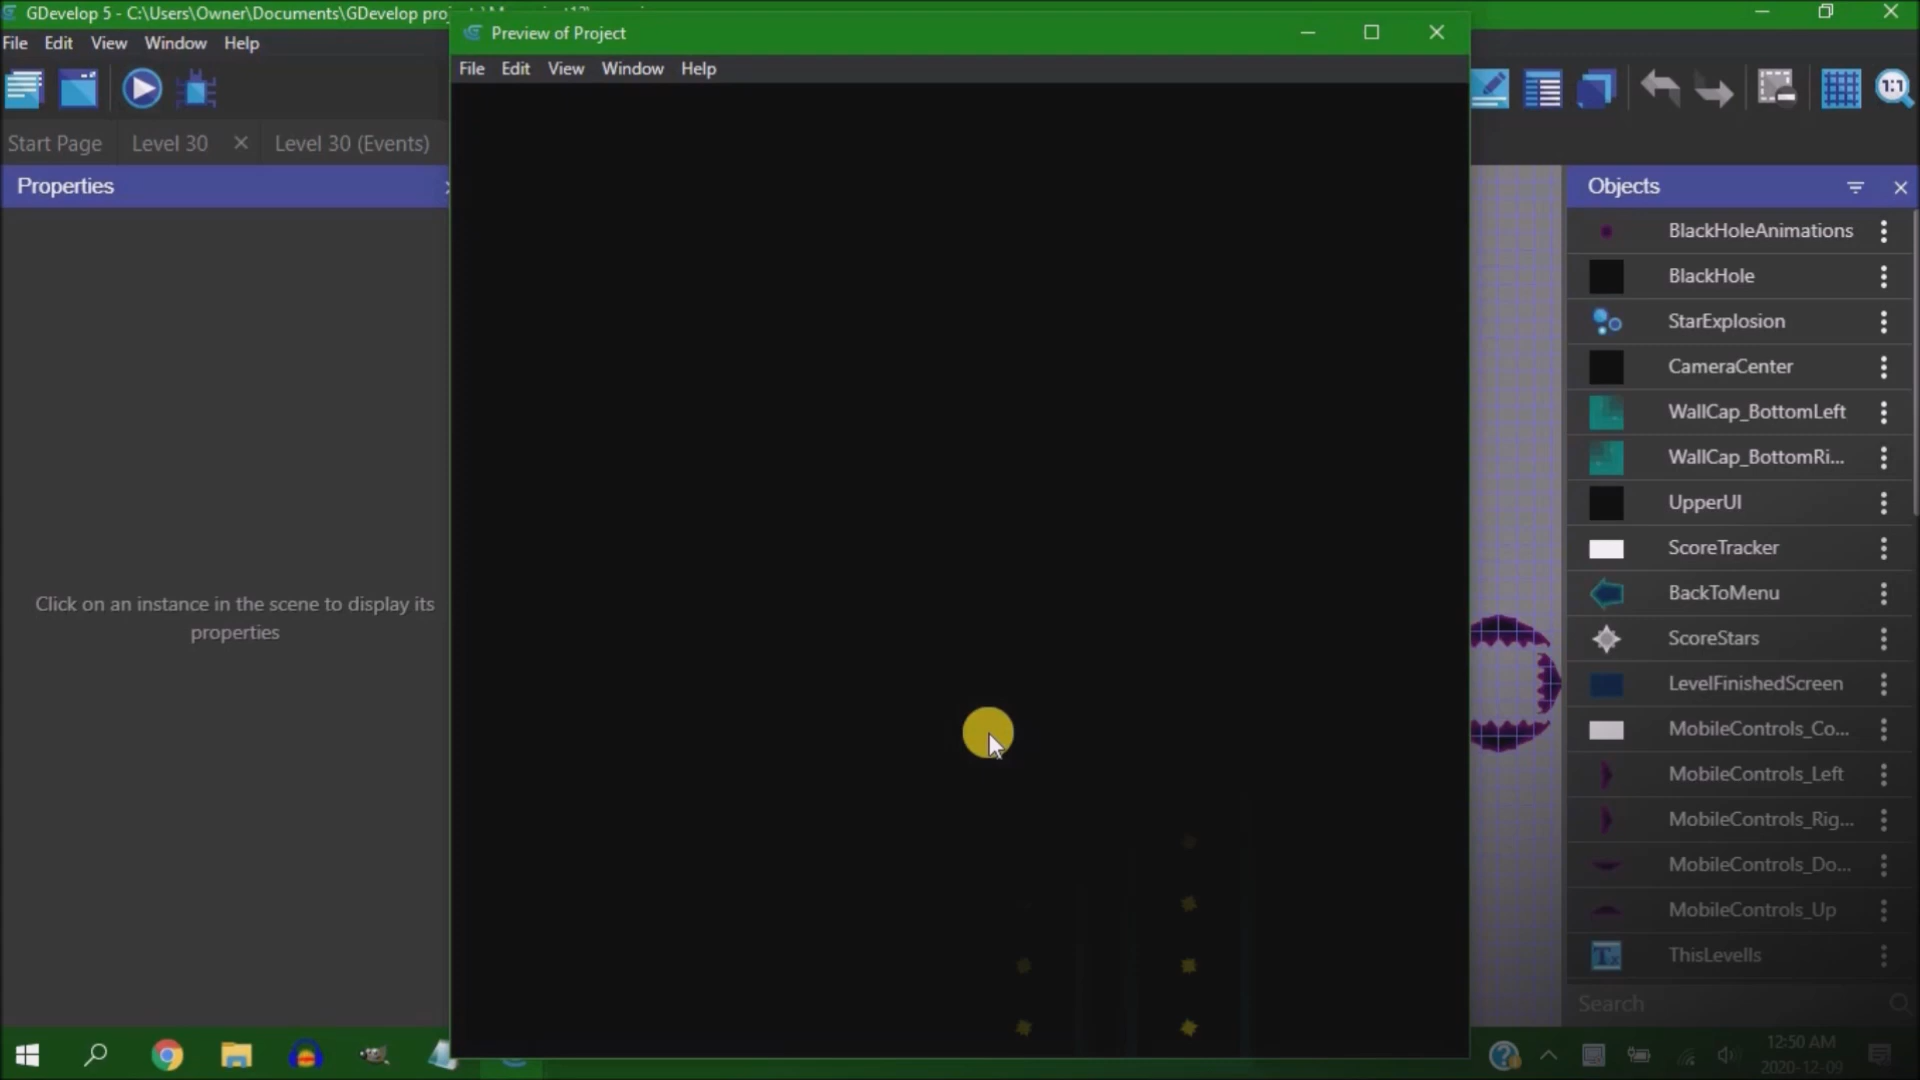 GDevelop 5 - C:\Users\Owner\Documents\GDevelop proj
File Edit View Window Help
Preview of Project
File Edit View Window Help
1:1
Start Page Level 30 Level 30 (Events)
Properties
Click on an instance in the scene to display its
properties
Objects
BlackHoleAnimations
BlackHole
StarExplosion
CameraCenter
WallCap_BottomLeft
WallCap_BottomRi...
UpperUI
ScoreTracker
BackToMenu
ScoreStars
LevelFinishedScreen
MobileControls_Co...
MobileControls_Left
MobileControls_Rig...
MobileControls_Do...
MobileControls_Up
ThisLevelIs
Search
12:50 AM
2020-12-09